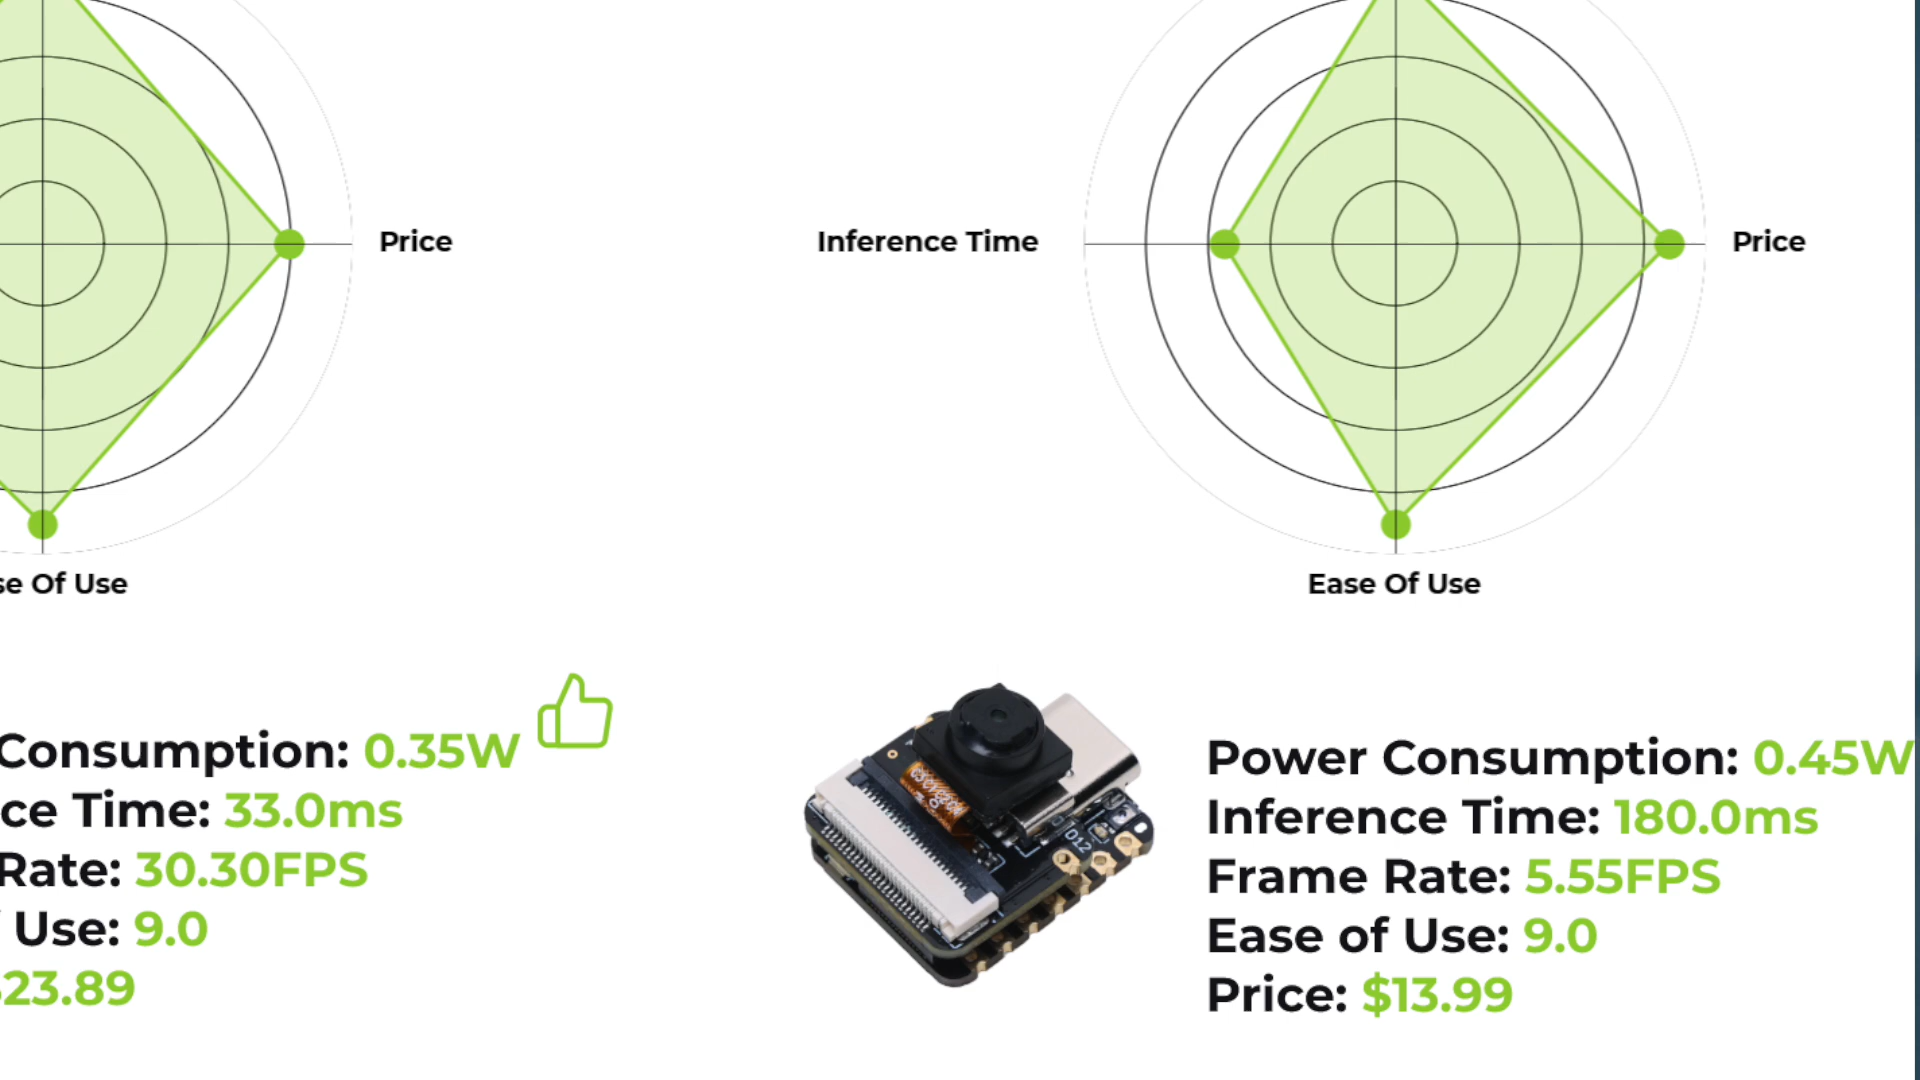 Price
se Of Use
Consumption: 0.35W
ce Time: 33.0ms
Rate: 30.30FPS
Use: 9.0
$23.89
Inference Time
Price
Ease Of Use
D12
Power Consumption: 0.45W
Inference Time: 180.0ms
Frame Rate: 5.55FPS
Ease of Use: 9.0
Price: $13.99